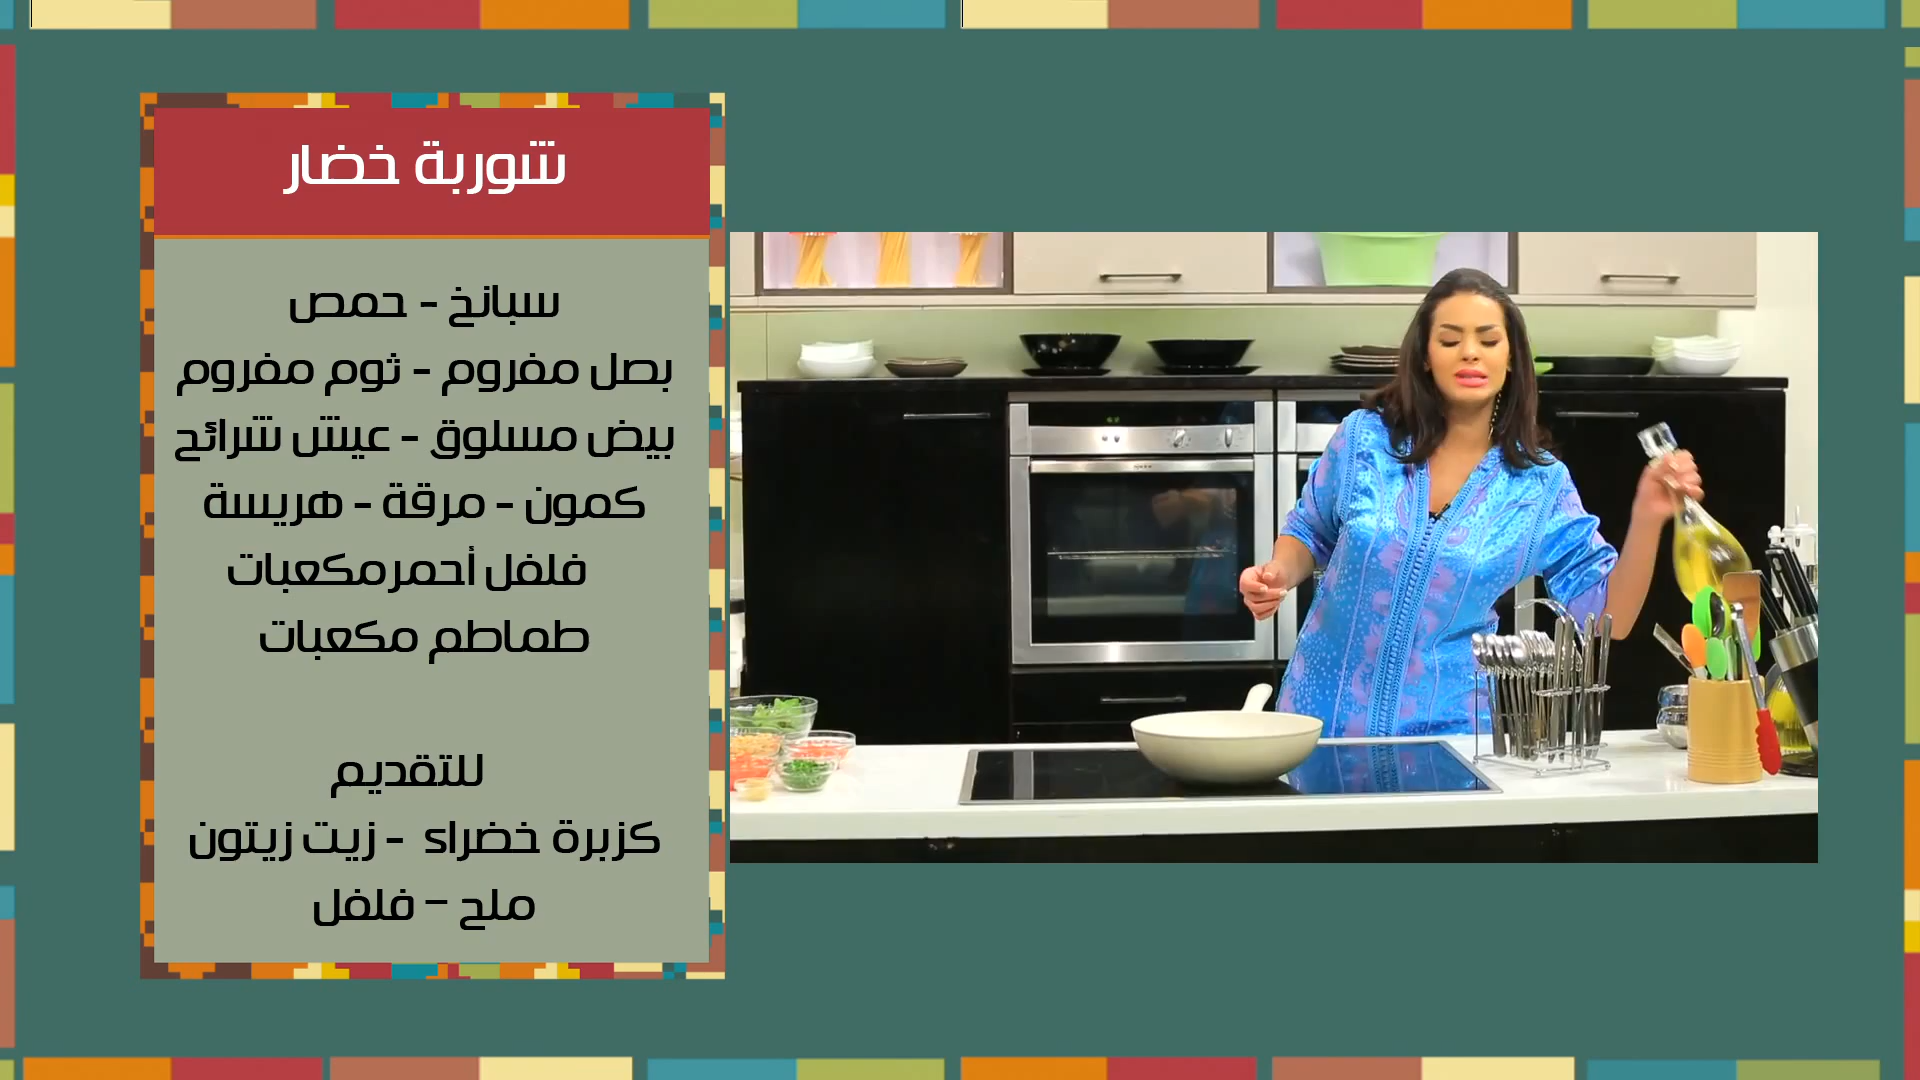 شوربة خضار
سبانخ - حمص
بصل مفروم - ثوم مفروم
بيض مسلوق - عيش شرائح
كمون - مرقة - هريسة
فلفل أحمرمكعبات
طماطم مكعبات
للتقديم
كزبرة خضراء - زيت زيتون
ملح – فلفل